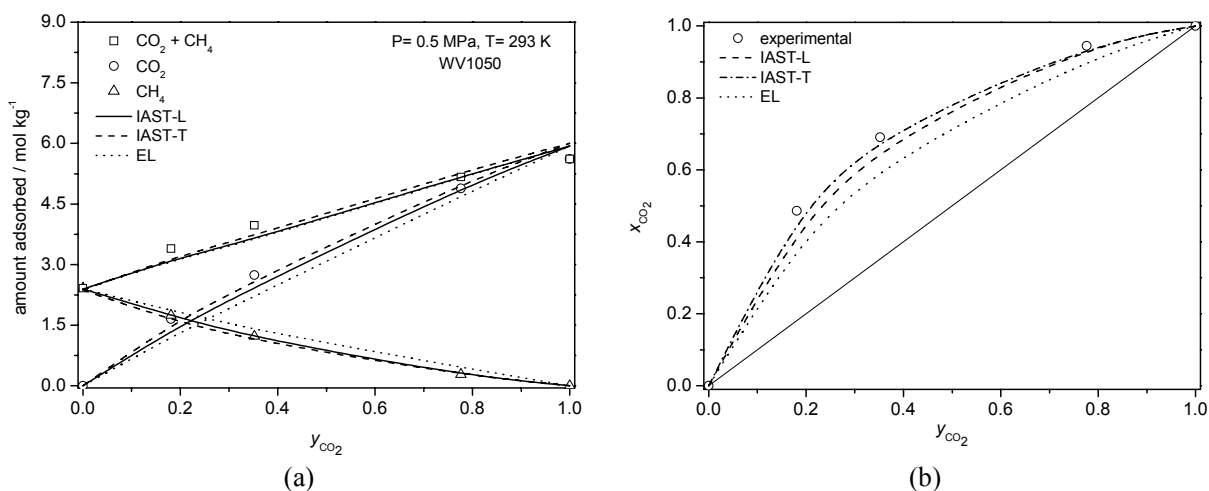 9.0
7.5
6.0
4.5
3.0
1.5
0.0
amount adsorbed / mol kg-1
CO2 + CH4
CO2
CH4
IAST-L
IAST-T
EL
P= 0.5 MPa, T= 293 K
WV1050
0.0 0.2 0.4 0.6 0.8 1.0
yCO2
(a)
1.0
0.8
0.6
0.4
0.2
0.0
xCO2
experimental
IAST-L
IAST-T
EL
0.0 0.2 0.4 0.6 0.8 1.0
yCO2
(b)